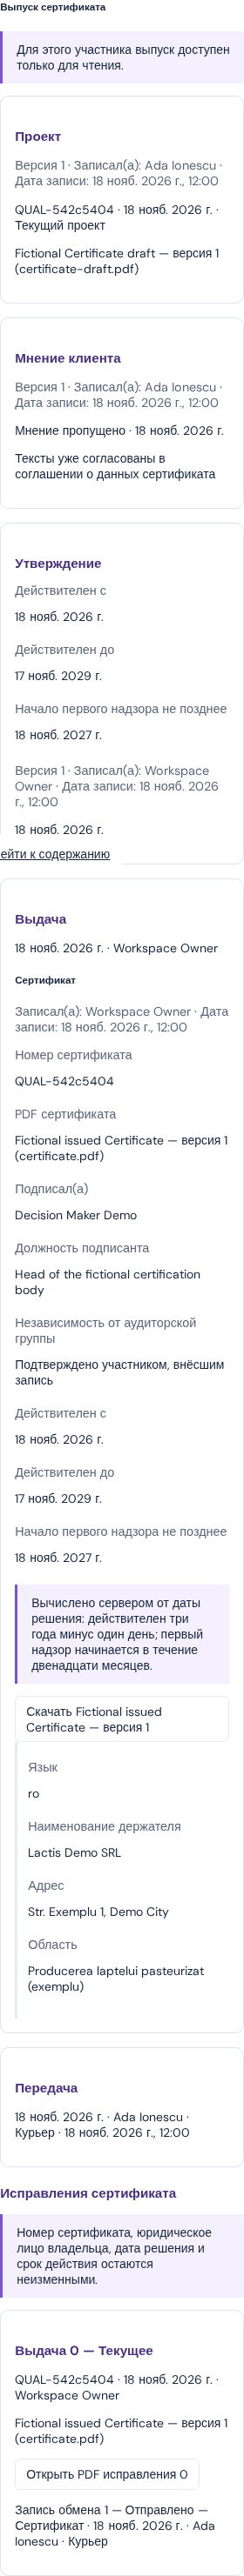 Выпуск сертификата
Для этого участника выпуск доступен
только для чтения.
Проект
Версия 1 · Записал(а): Ada Ionescu ·
Дата записи: 18 нояб. 2026 г., 12:00
QUAL-542c5404 · 18 нояб. 2026 г. ·
Текущий проект
Fictional Certificate draft — версия 1
(certificate-draft.pdf)
Мнение клиента
Версия 1 · Записал(а): Ada Ionescu ·
Дата записи: 18 нояб. 2026 г., 12:00
Мнение пропущено · 18 нояб. 2026 г.
Тексты уже согласованы в
соглашении о данных сертификата
Утверждение
Действителен с
18 нояб. 2026 г.
Действителен до
17 нояб. 2029 г.
Начало первого надзора не позднее
18 нояб. 2027 г.
Версия 1 · Записал(а): Workspace
Owner · Дата записи: 18 нояб. 2026
г., 12:00
18 нояб. 2026 г.
ейти к содержанию
Выдача
18 нояб. 2026 г. · Workspace Owner
Сертификат
Записал(а): Workspace Owner · Дата
записи: 18 нояб. 2026 г., 12:00
Номер сертификата
QUAL-542c5404
PDF сертификата
Fictional issued Certificate — версия 1
(certificate.pdf)
Подписал(а)
Decision Maker Demo
Должность подписанта
Head of the fictional certification
body
Независимость от аудиторской
группы
Подтверждено участником, внёсшим
запись
Действителен с
18 нояб. 2026 г.
Действителен до
17 нояб. 2029 г.
Начало первого надзора не позднее
18 нояб. 2027 г.
Вычислено сервером от даты
решения: действителен три
года минус один день; первый
надзор начинается в течение
двенадцати месяцев.
Скачать Fictional issued
Certificate — версия 1
Язык
ro
Наименование держателя
Lactis Demo SRL
Адрес
Str. Exemplu 1, Demo City
Область
Producerea laptelui pasteurizat
(exemplu)
Передача
18 нояб. 2026 г. · Ada Ionescu ·
Курьер · 18 нояб. 2026 г., 12:00
Исправления сертификата
Номер сертификата, юридическое
лицо владельца, дата решения и
срок действия остаются
неизменными.
Выдача 0 — Текущее
QUAL-542c5404 · 18 нояб. 2026 г. ·
Workspace Owner
Fictional issued Certificate — версия 1
(certificate.pdf)
Открыть PDF исправления 0
Запись обмена 1 — Отправлено —
Сертификат · 18 нояб. 2026 г. · Ada
Ionescu · Курьер